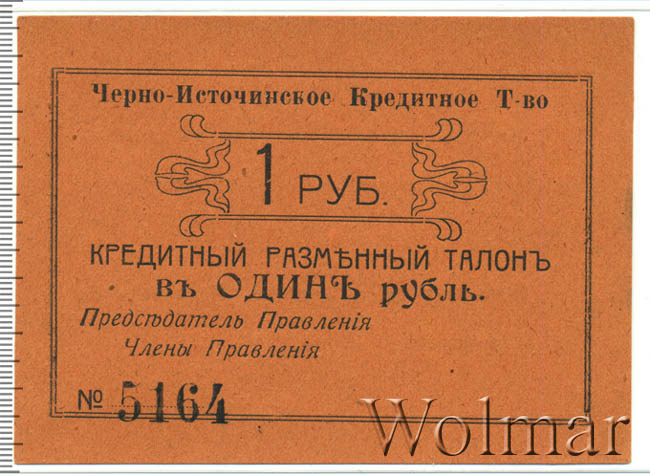 Черно-Источинское Кредитное Т-во
1 РУБ.
КРЕДИТНЫЙ РАЗМѢННЫЙ ТАЛОНЪ
въ ОДИНЪ рубль.
Предсѣдатель Правленія
Члены Правленія
№ 5164
Wolmar